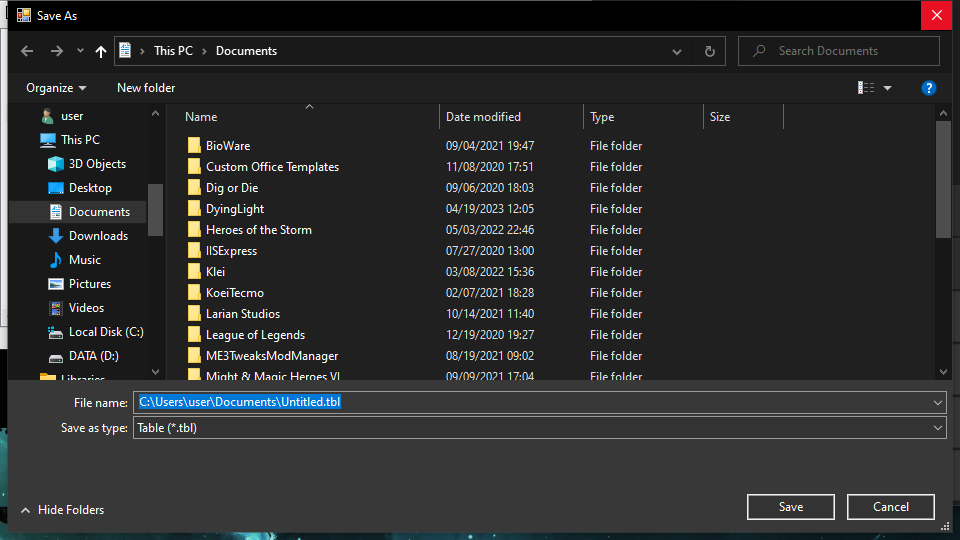 Save As
This PC
Documents
Search Documents
Organize
New folder
user
This PC
3D Objects
Desktop
Documents
Downloads
Music
Pictures
Videos
Local Disk (C:)
DATA (D:)
Libraries
Name Date modified Type Size
BioWare 09/04/2021 19:47 File folder
Custom Office Templates 11/08/2020 17:51 File folder
Dig or Die 09/06/2020 18:03 File folder
DyingLight 04/19/2023 12:05 File folder
Heroes of the Storm 05/03/2022 22:46 File folder
IISExpress 07/27/2020 13:00 File folder
Klei 03/08/2022 15:36 File folder
KoeiTecmo 02/07/2021 18:28 File folder
Larian Studios 10/14/2021 11:40 File folder
League of Legends 12/19/2020 19:27 File folder
ME3TweaksModManager 08/19/2021 09:02 File folder
Might & Magic Heroes VI 09/09/2021 17:04 File folder
File name: C:\Users\user\Documents\Untitled.tbl
Save as type: Table (*.tbl)
Hide Folders
Save
Cancel